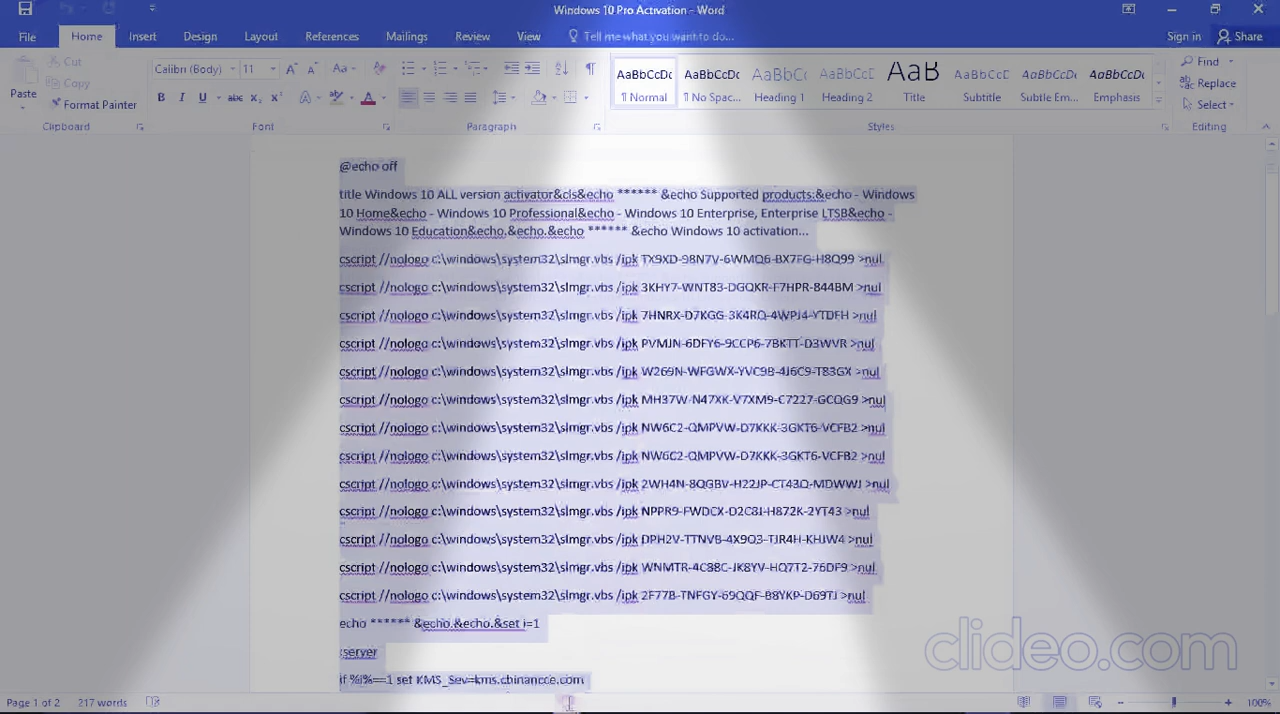 Windows 10 Pro Activation - Word
File Home Insert Design Layout References Mailings Review View Tell me what you want to do... Sign in Share
Paste Cut Copy Format Painter
Calibri (Body) 11
B I U abc X₂ X²
AaBbCcDc AaBbCcDc AaBbCc AaBbCcC AaB AaBbCcD AaBbCcDc AaBbCcDc
¶ Normal ¶ No Spac... Heading 1 Heading 2 Title Subtitle Subtle Em... Emphasis
Find
Replace
Select
Clipboard Font Paragraph Styles Editing
@echo off
title Windows 10 ALL version activator&cls&echo ****** &echo Supported products:&echo - Windows
10 Home&echo - Windows 10 Professional&echo - Windows 10 Enterprise, Enterprise LTSB&echo -
Windows 10 Education&echo.&echo.&echo ****** &echo Windows 10 activation...
cscript //nologo c:\windows\system32\slmgr.vbs /ipk TX9XD-98N7V-6WMQ6-BX7FG-H8Q99 >nul
cscript //nologo c:\windows\system32\slmgr.vbs /ipk 3KHY7-WNT83-DGQKR-F7HPR-844BM >nul
cscript //nologo c:\windows\system32\slmgr.vbs /ipk 7HNRX-D7KGG-3K4RQ-4WPJ4-YTDFH >nul
cscript //nologo c:\windows\system32\slmgr.vbs /ipk PVMJN-6DFY6-9CCP6-7BKTT-D3WVR >nul
cscript //nologo c:\windows\system32\slmgr.vbs /ipk W269N-WFGWX-YVC9B-4J6C9-T83GX >nul
cscript //nologo c:\windows\system32\slmgr.vbs /ipk MH37W-N47XK-V7XM9-C7227-GCQG9 >nul
cscript //nologo c:\windows\system32\slmgr.vbs /ipk NW6C2-QMPVW-D7KKK-3GKT6-VCFB2 >nul
cscript //nologo c:\windows\system32\slmgr.vbs /ipk NW6C2-QMPVW-D7KKK-3GKT6-VCFB2 >nul
cscript //nologo c:\windows\system32\slmgr.vbs /ipk 2WH4N-8QGBV-H22JP-CT43Q-MDWWJ >nul
cscript //nologo c:\windows\system32\slmgr.vbs /ipk NPPR9-FWDCX-D2C8J-H872K-2YT43 >nul
cscript //nologo c:\windows\system32\slmgr.vbs /ipk DPH2V-TTNVB-4X9Q3-TJR4H-KHJW4 >nul
cscript //nologo c:\windows\system32\slmgr.vbs /ipk WNMTR-4C88C-JK8YV-HQ7T2-76DF9 >nul
cscript //nologo c:\windows\system32\slmgr.vbs /ipk 2F77B-TNFGY-69QQF-B8YKP-D69TJ >nul
echo ****** &echo.&echo.&set i=1
:server
if %i%==1 set KMS_Sev=kms.chinancce.com
clideo.com
Page 1 of 2 217 words 100%